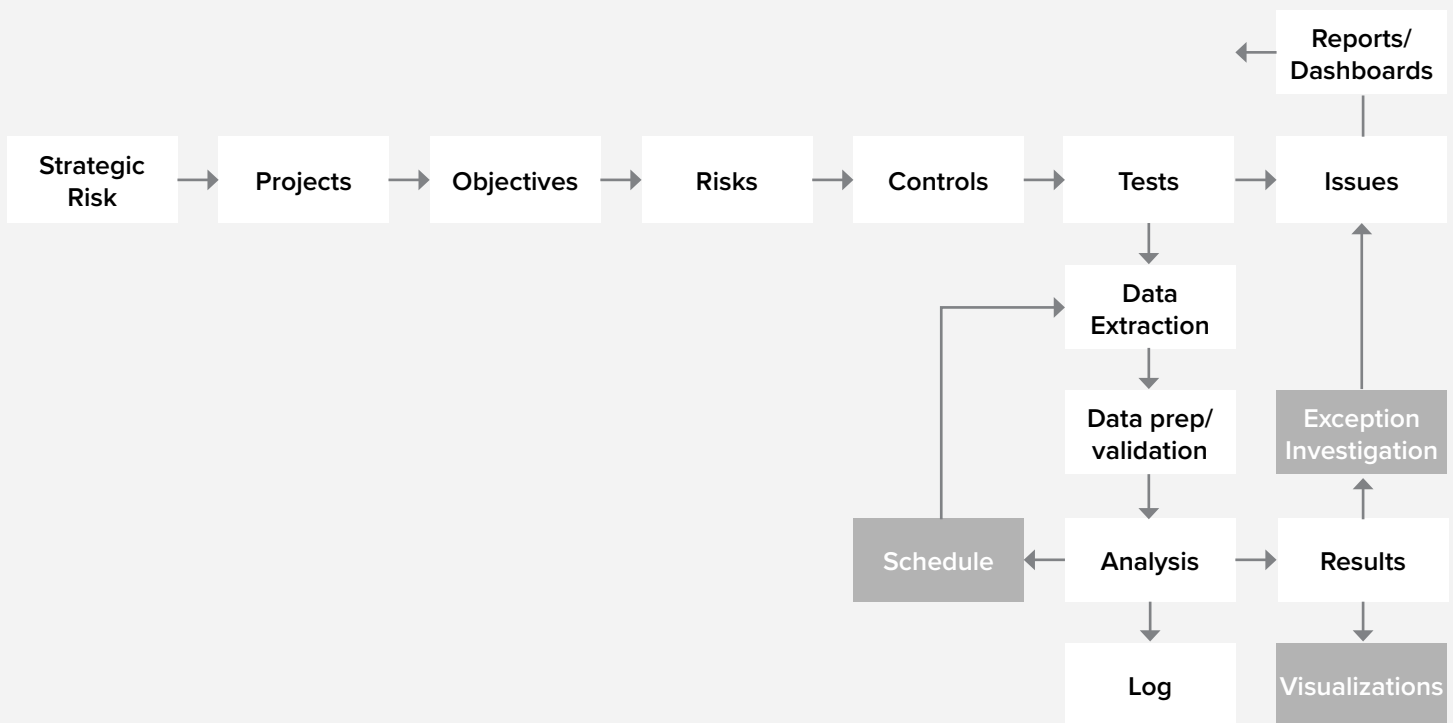 Reports/
Dashboards
Strategic
Risk
Projects
Objectives
Risks
Controls
Tests
Issues
Data
Extraction
Data prep/
validation
Exception
Investigation
Schedule
Analysis
Results
Log
Visualizations